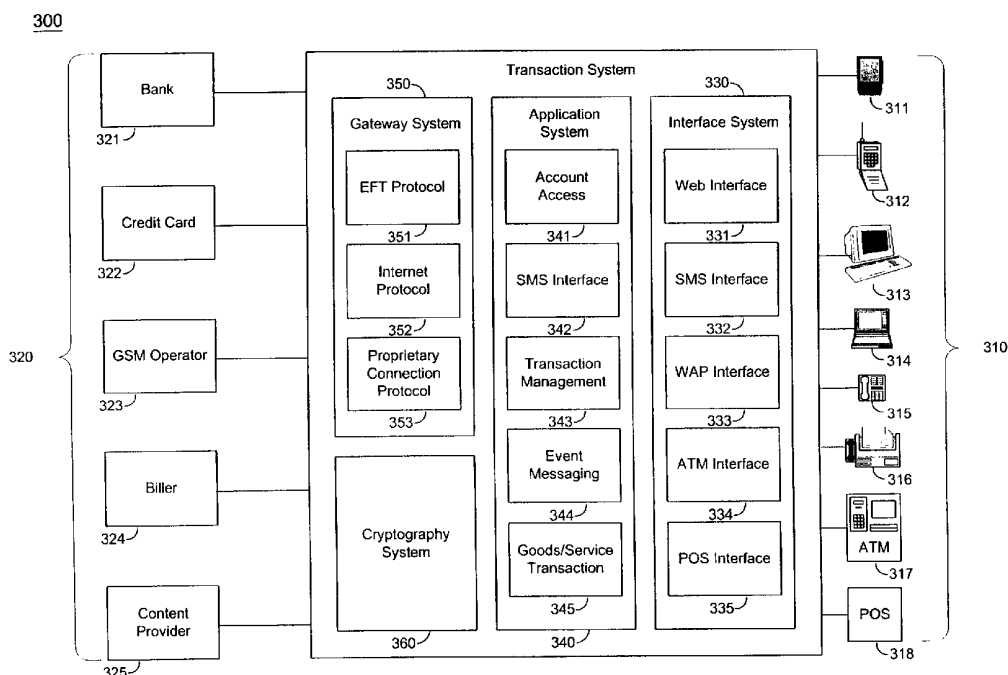 300
Transaction System
320
Bank
321
Credit Card
322
GSM Operator
323
Biller
324
Content
Provider
325
350
Gateway System
EFT Protocol
351
Internet
Protocol
352
Proprietary
Connection
Protocol
353
Cryptography
System
360
Application
System
Account
Access
341
SMS Interface
342
Transaction
Management
343
Event
Messaging
344
Goods/Service
Transaction
345
340
330
Interface System
Web Interface
331
SMS Interface
332
WAP Interface
333
ATM Interface
334
POS Interface
335
311
312
313
314
315
316
ATM
317
POS
318
310